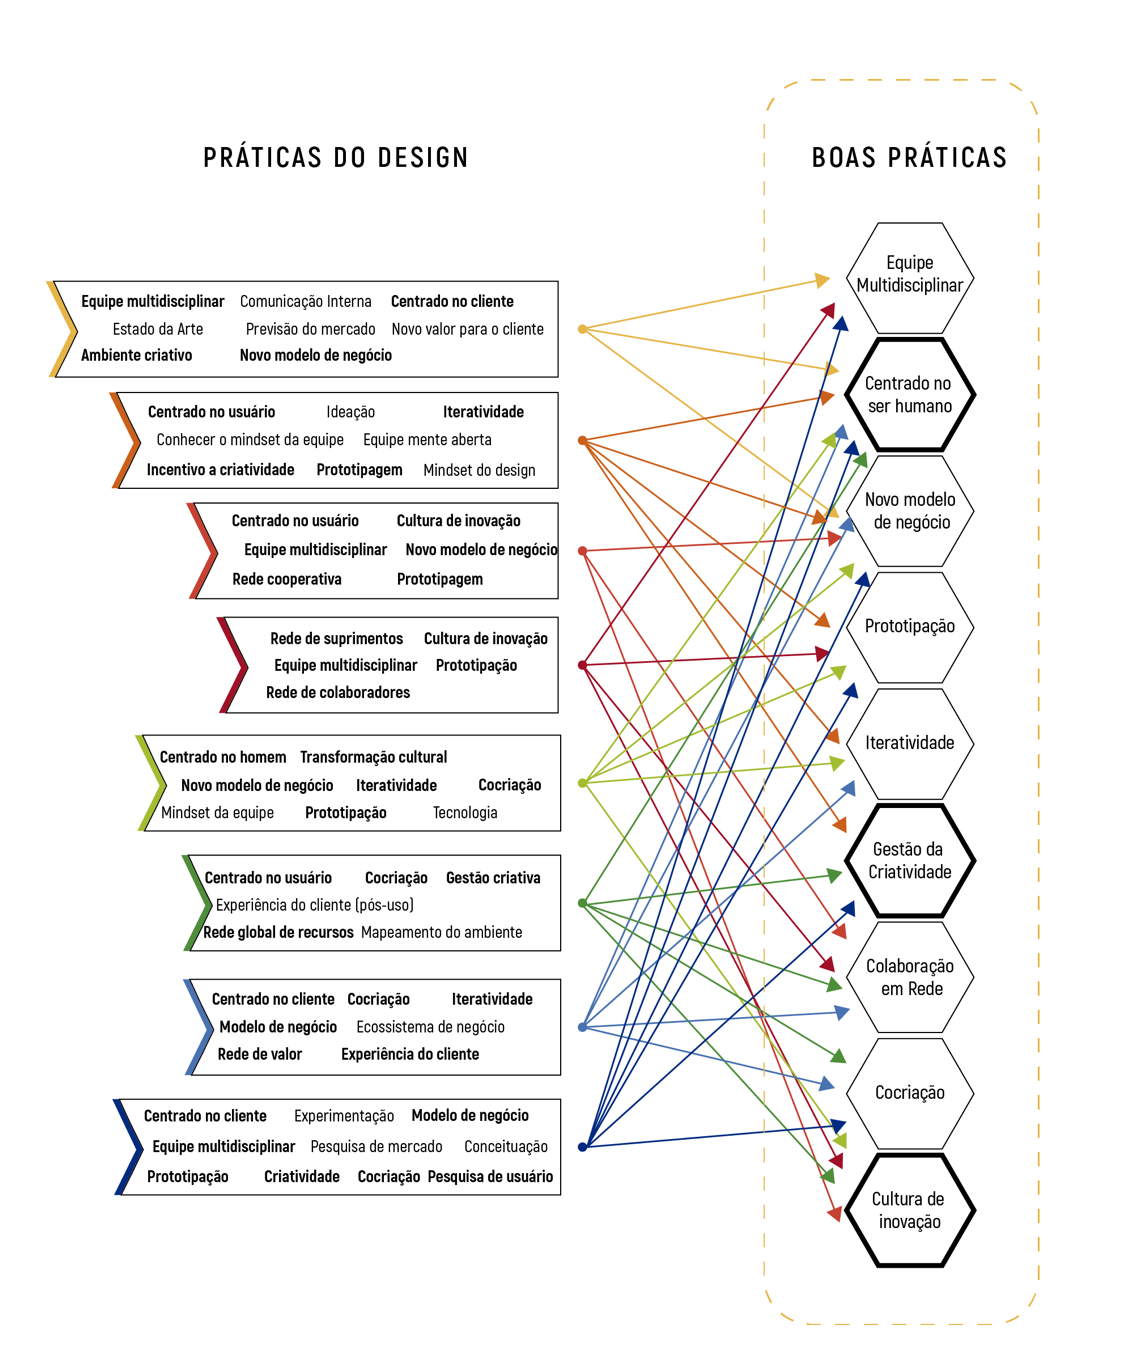 PRÁTICAS DO DESIGN
BOAS PRÁTICAS
Equipe multidisciplinar Comunicação Interna Centrado no cliente
Estado da Arte Previsão do mercado Novo valor para o cliente
Ambiente criativo Novo modelo de negócio
Centrado no usuário Ideação Iteratividade
Conhecer o mindset da equipe Equipe mente aberta
Incentivo a criatividade Prototipagem Mindset do design
Centrado no usuário Cultura de inovação
Equipe multidisciplinar Novo modelo de negócio
Rede cooperativa Prototipagem
Rede de suprimentos Cultura de inovação
Equipe multidisciplinar Prototipação
Rede de colaboradores
Centrado no homem Transformação cultural
Novo modelo de negócio Iteratividade Cocriação
Mindset da equipe Prototipação Tecnologia
Centrado no usuário Cocriação Gestão criativa
Experiência do cliente (pós-uso)
Rede global de recursos Mapeamento do ambiente
Centrado no cliente Cocriação Iteratividade
Modelo de negócio Ecossistema de negócio
Rede de valor Experiência do cliente
Centrado no cliente Experimentação Modelo de negócio
Equipe multidisciplinar Pesquisa de mercado Conceituação
Prototipação Criatividade Cocriação Pesquisa de usuário
Equipe
Multidisciplinar
Centrado no
ser humano
Novo modelo
de negócio
Prototipação
Iteratividade
Gestão da
Criatividade
Colaboração
em Rede
Cocriação
Cultura de
inovação